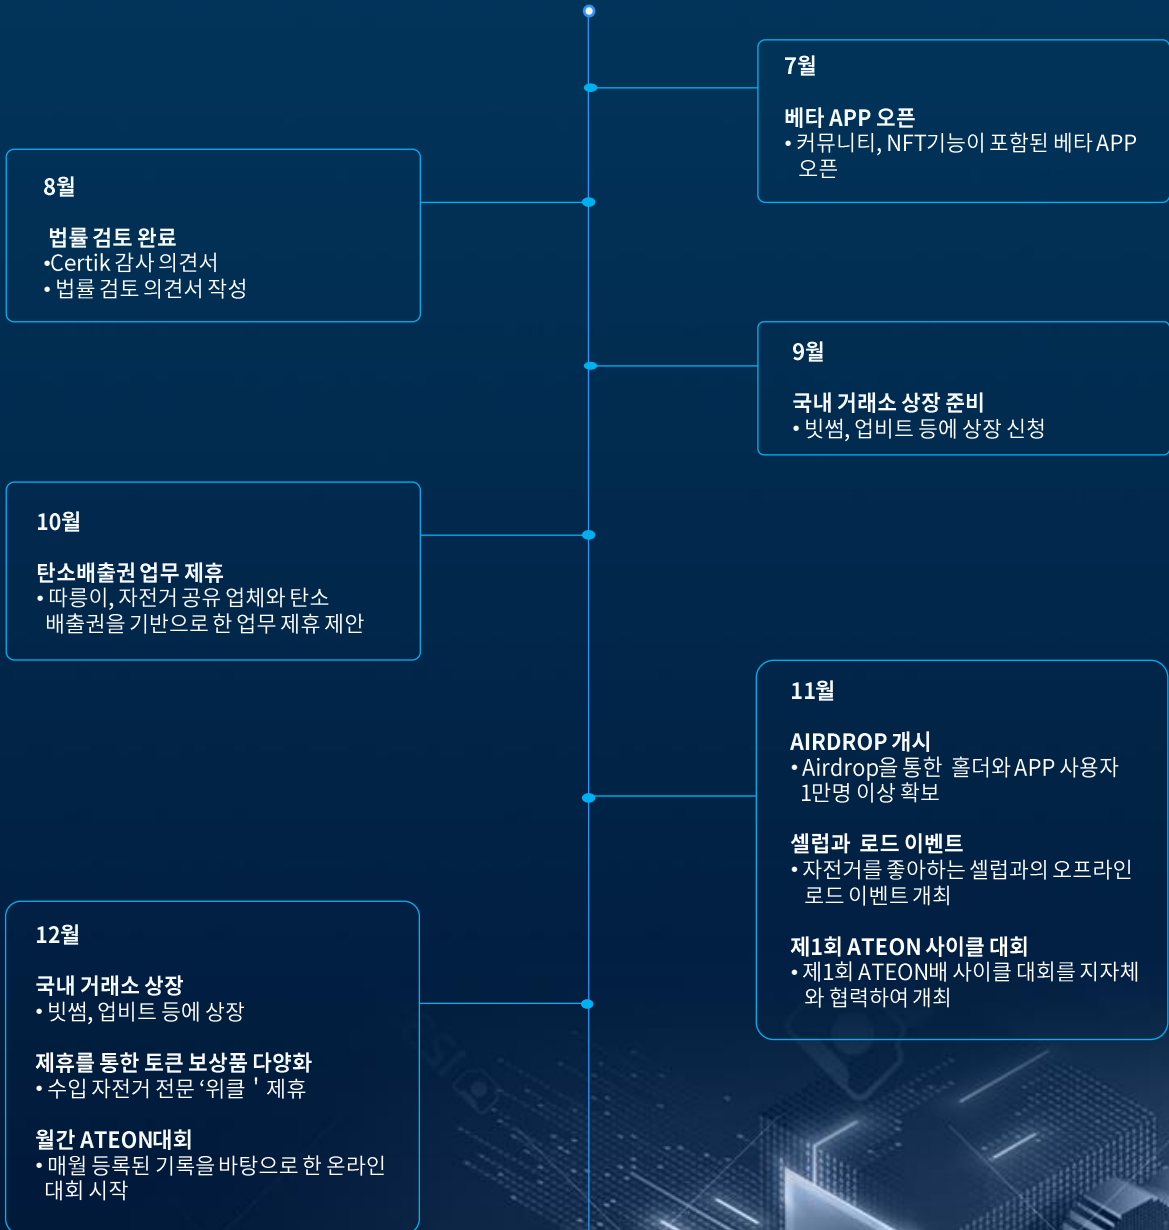 7월
베타 APP 오픈
• 커뮤니티, NFT기능이 포함된 베타 APP
오픈
8월
법률 검토 완료
•Certik 감사 의견서
• 법률 검토 의견서 작성
9월
국내 거래소 상장 준비
• 빗썸, 업비트 등에 상장 신청
10월
탄소배출권 업무 제휴
• 따릉이, 자전거 공유 업체와 탄소
배출권을 기반으로 한 업무 제휴 제안
11월
AIRDROP 개시
• Airdrop을 통한 홀더와 APP 사용자
1만명 이상 확보
셀럽과 로드 이벤트
• 자전거를 좋아하는 셀럽과의 오프라인
로드 이벤트 개최
제1회 ATEON 사이클 대회
• 제1회 ATEON배 사이클 대회를 지자체
와 협력하여 개최
12월
국내 거래소 상장
• 빗썸, 업비트 등에 상장
제휴를 통한 토큰 보상품 다양화
• 수입 자전거 전문 ‘위클 ' 제휴
월간 ATEON대회
• 매월 등록된 기록을 바탕으로 한 온라인
대회 시작